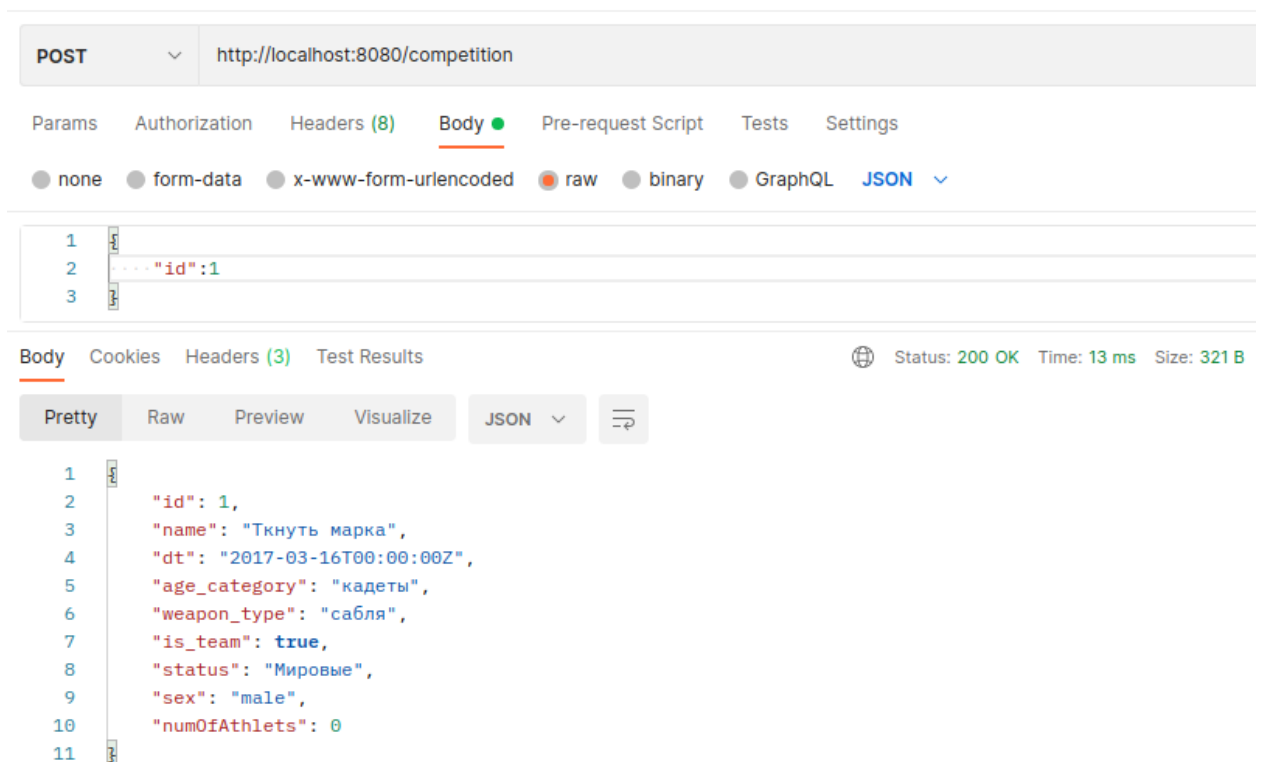 POST http://localhost:8080/competition
Params Authorization Headers (8) Body Pre-request Script Tests Settings
none form-data x-www-form-urlencoded raw binary GraphQL JSON
1 {
2 "id":1
3 }
Body Cookies Headers (3) Test Results Status: 200 OK Time: 13 ms Size: 321 B
Pretty Raw Preview Visualize JSON
1 {
2 "id": 1,
3 "name": "Ткнуть марка",
4 "dt": "2017-03-16T00:00:00Z",
5 "age_category": "кадеты",
6 "weapon_type": "сабля",
7 "is_team": true,
8 "status": "Мировые",
9 "sex": "male",
10 "numOfAthlets": 0
11 }